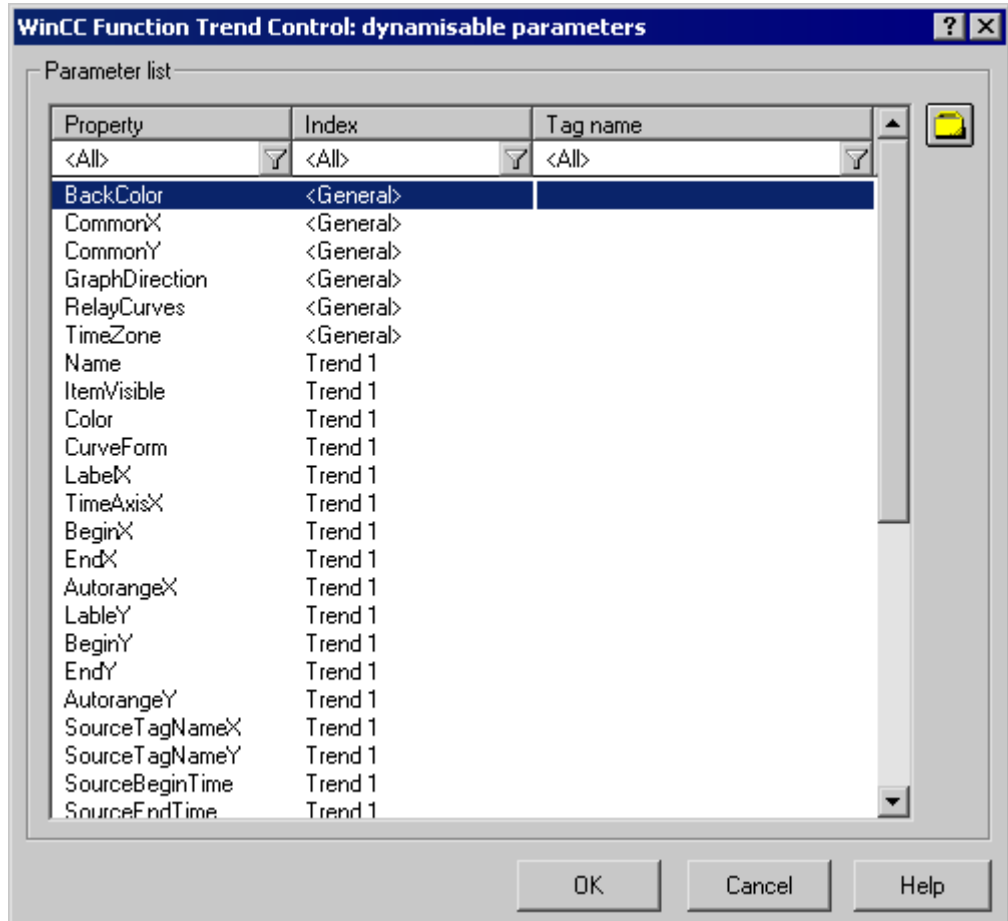 WinCC Function Trend Control: dynamisable parameters
Parameter list
Property Index Tag name
<All> <All> <All>
BackColor <General>
CommonX <General>
CommonY <General>
GraphDirection <General>
RelayCurves <General>
TimeZone <General>
Name Trend 1
ItemVisible Trend 1
Color Trend 1
CurveForm Trend 1
LabelX Trend 1
TimeAxisX Trend 1
BeginX Trend 1
EndX Trend 1
AutorangeX Trend 1
LableY Trend 1
BeginY Trend 1
EndY Trend 1
AutorangeY Trend 1
SourceTagNameX Trend 1
SourceTagNameY Trend 1
SourceBeginTime Trend 1
SourceEndTime Trend 1
OK Cancel Help